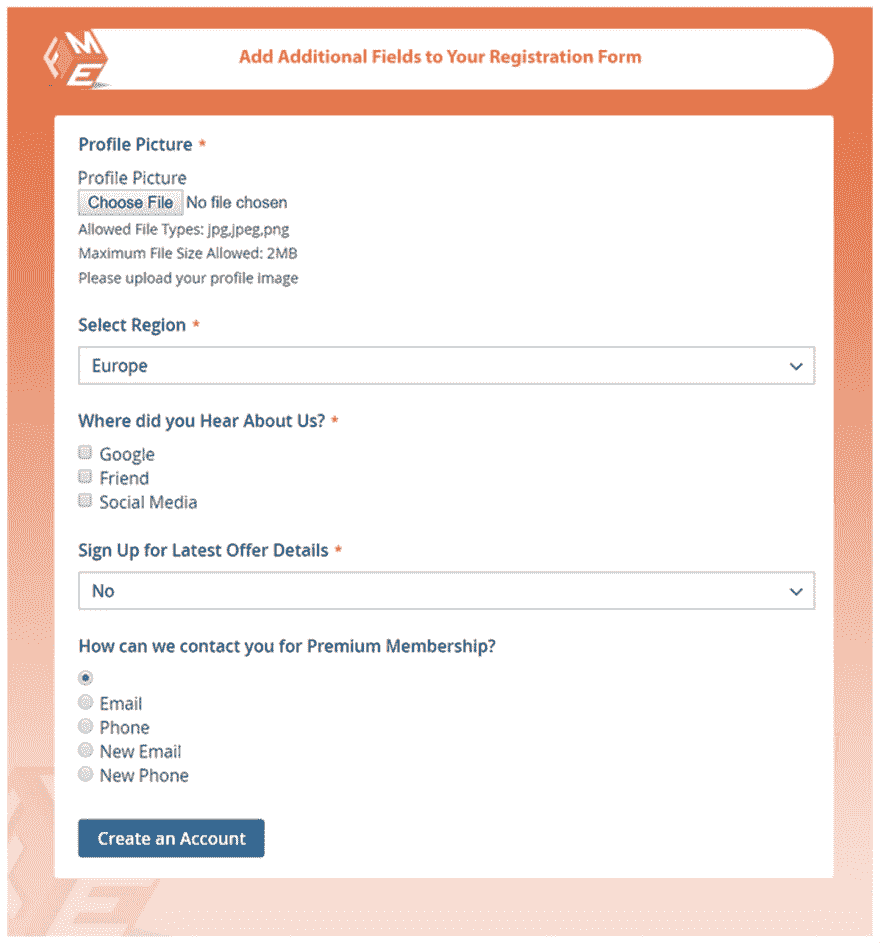 FME
Add Additional Fields to Your Registration Form
Profile Picture *
Profile Picture
Choose File No file chosen
Allowed File Types: jpg,jpeg,png
Maximum File Size Allowed: 2MB
Please upload your profile image
Select Region *
Europe
Where did you Hear About Us? *
Google
Friend
Social Media
Sign Up for Latest Offer Details *
No
How can we contact you for Premium Membership?
Email
Phone
New Email
New Phone
Create an Account